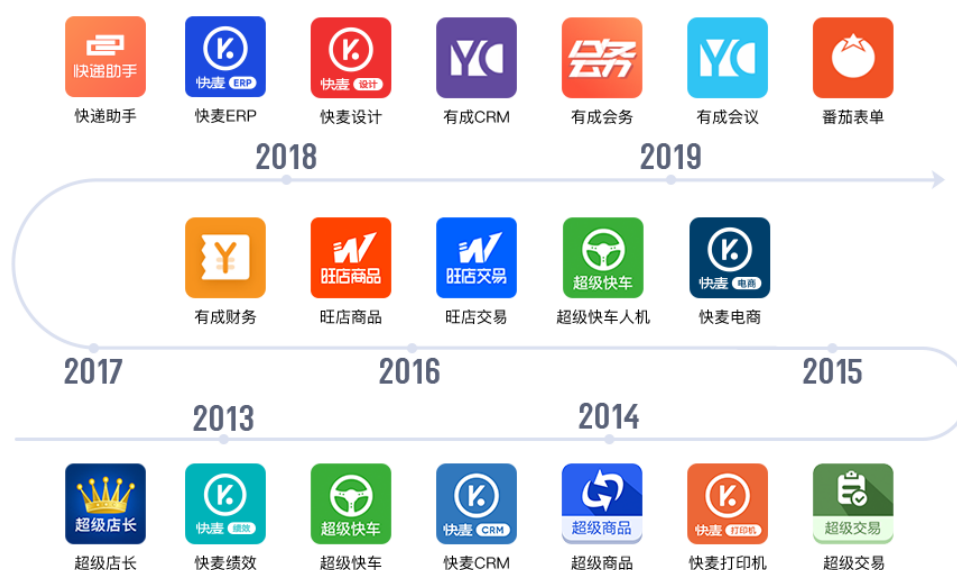 快递助手
快麦 ERP
快麦 设计
YC
会务
YC
快递助手
快麦ERP
快麦设计
有成CRM
有成会务
有成会议
番茄表单
2018
2019
旺店商品
旺店交易
超级快车
快麦 电商
有成财务
旺店商品
旺店交易
超级快车人机
快麦电商
2017
2016
2015
2013
2014
超级店长
快麦 绩效
超级快车
快麦 CRM
超级商品
快麦 打印机
超级交易
超级店长
快麦绩效
超级快车
快麦CRM
超级商品
快麦打印机
超级交易